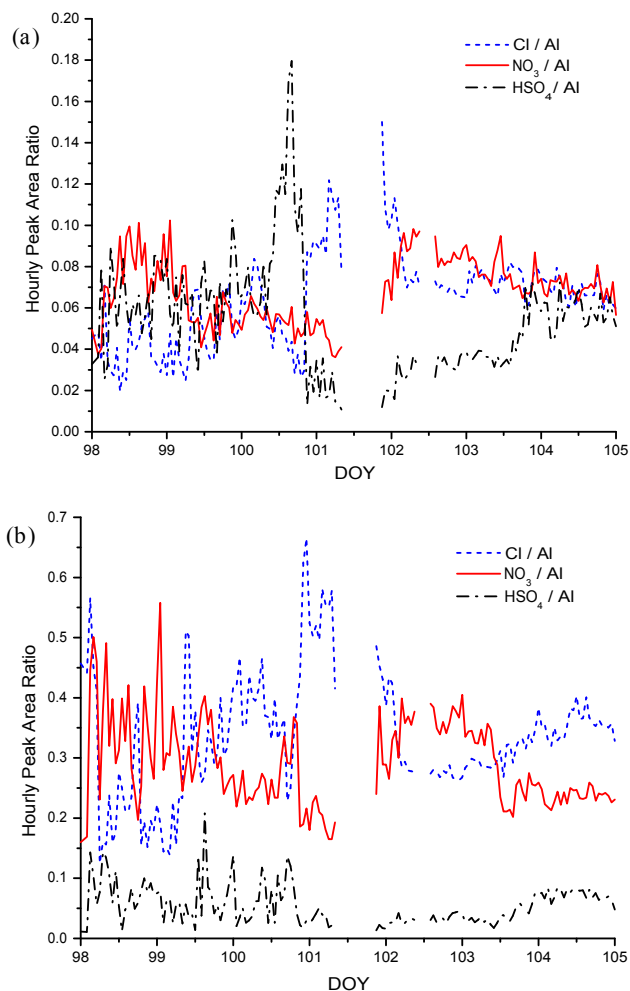 (a)
0.20
0.18
0.16
0.14
0.12
0.10
0.08
0.06
0.04
0.02
0.00
Hourly Peak Area Ratio
Cl / Al
NO3 / Al
HSO4/ Al
98 99 100 101 102 103 104 105
DOY
(b)
0.7
0.6
0.5
0.4
0.3
0.2
0.1
0.0
Hourly Peak Area Ratio
Cl / Al
NO3 / Al
HSO4 / Al
98 99 100 101 102 103 104 105
DOY